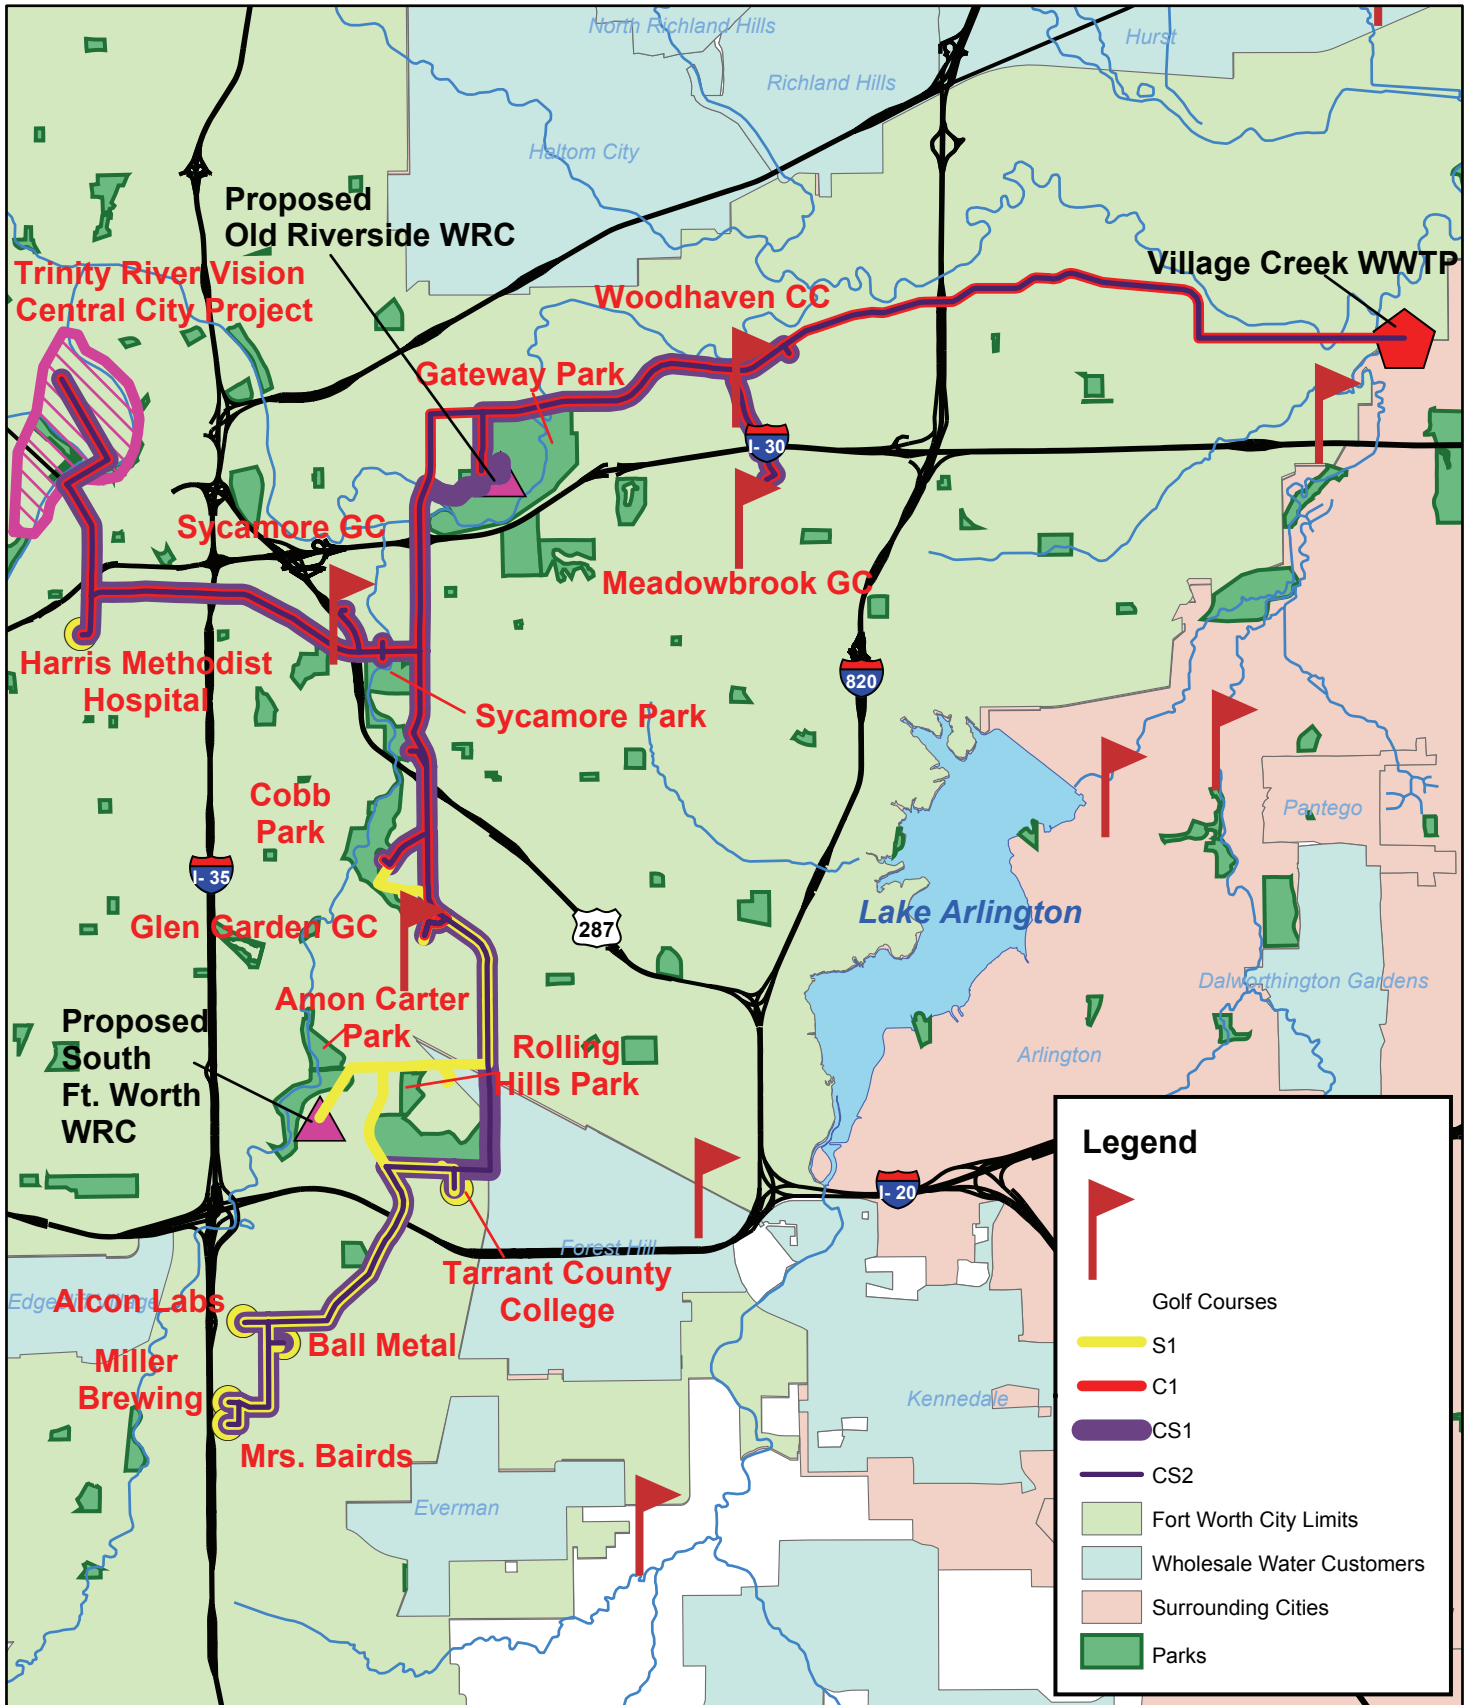 North Richland Hills
Hurst
Richland Hills
Haltom City
Proposed
Old Riverside WRC
Village Creek WWTP
Trinity River Vision
Central City Project
Woodhaven CC
Gateway Park
I- 30
Sycamore GC
Meadowbrook GC
Harris Methodist
Hospital
820
Sycamore Park
Cobb
Park
Pantego
I- 35
Glen Garden GC
287
Lake Arlington
Dalworthington Gardens
Amon Carter
Park
Proposed
South
Ft. Worth
WRC
Rolling
Hills Park
Arlington
I- 20
Forest Hill
Tarrant County
College
Edgecliff Village
Alcon Labs
Ball Metal
Miller
Brewing
Kennedale
Mrs. Bairds
Everman
Legend
Golf Courses
S1
C1
CS1
CS2
Fort Worth City Limits
Wholesale Water Customers
Surrounding Cities
Parks